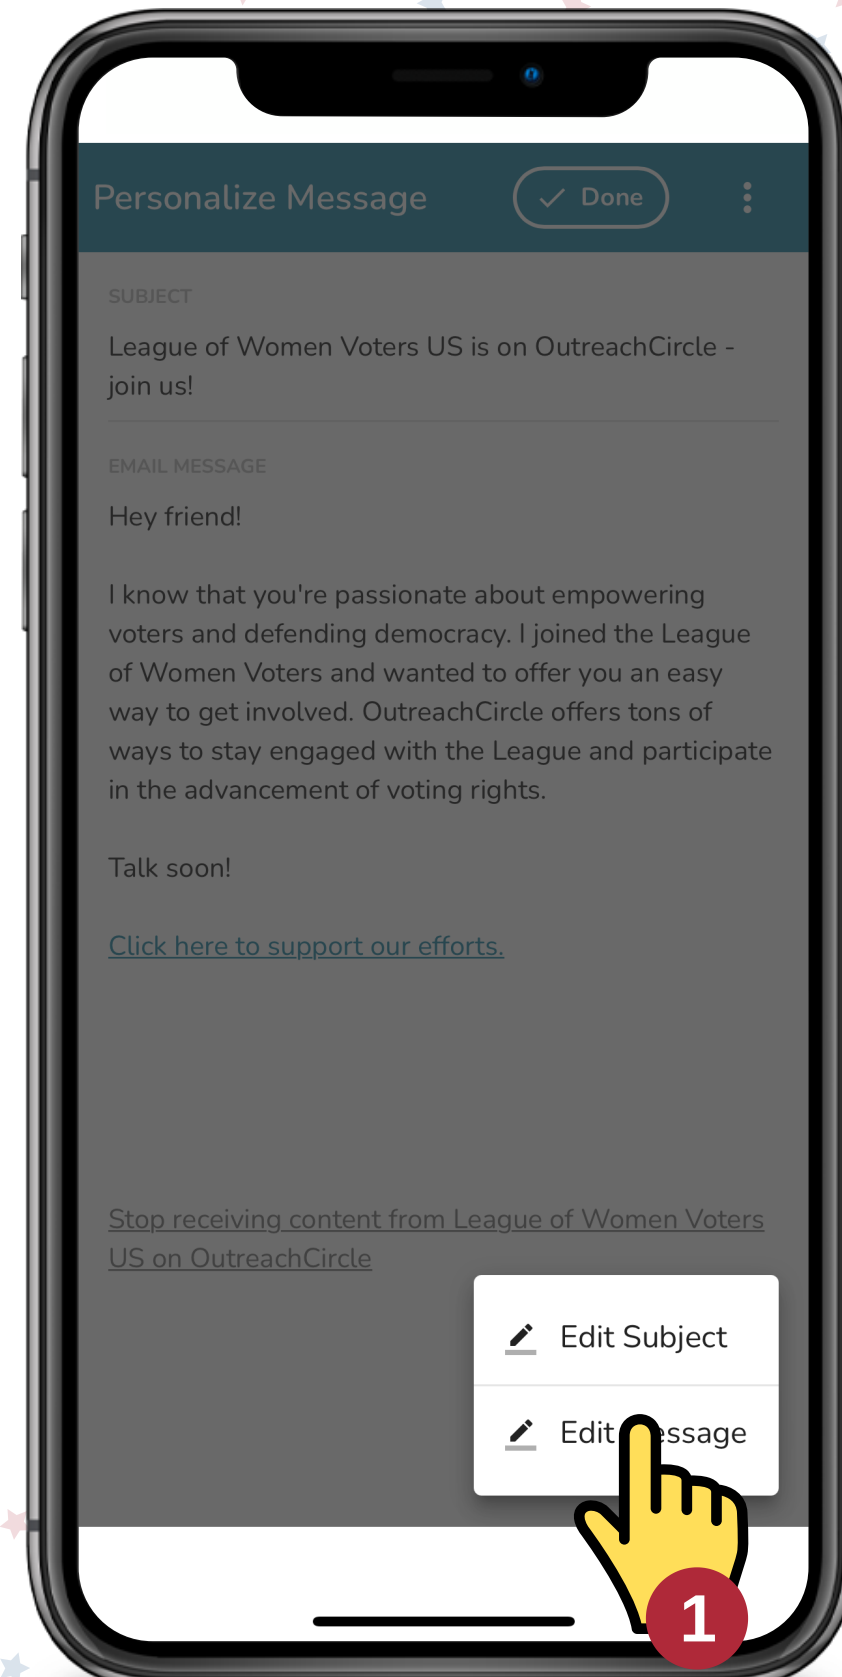 Personalize Message
Done
SUBJECT
League of Women Voters US is on OutreachCircle -
join us!
EMAIL MESSAGE
Hey friend!
I know that you're passionate about empowering
voters and defending democracy. I joined the League
of Women Voters and wanted to offer you an easy
way to get involved. OutreachCircle offers tons of
ways to stay engaged with the League and participate
in the advancement of voting rights.
Talk soon!
Click here to support our efforts.
Stop receiving content from League of Women Voters
US on OutreachCircle
Edit Subject
Edit Message
1